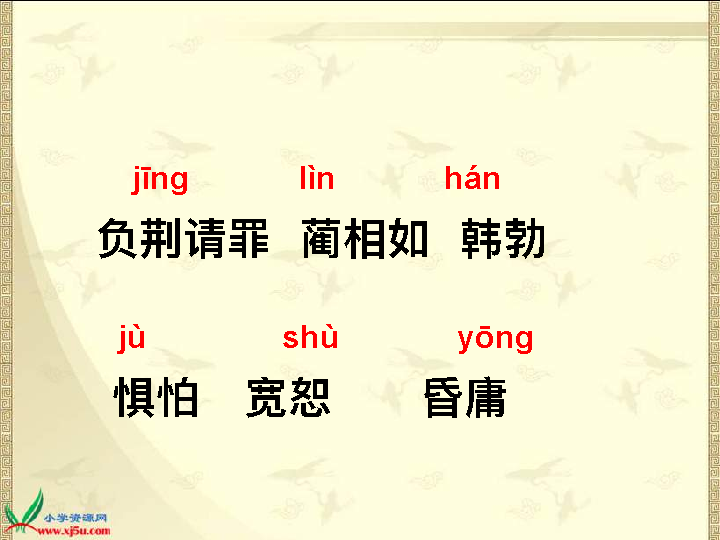 jīng lìn hán
负荆请罪 蔺相如 韩勃
jù shù yōng
惧怕 宽恕 昏庸
小学资源网
www.xj5u.com